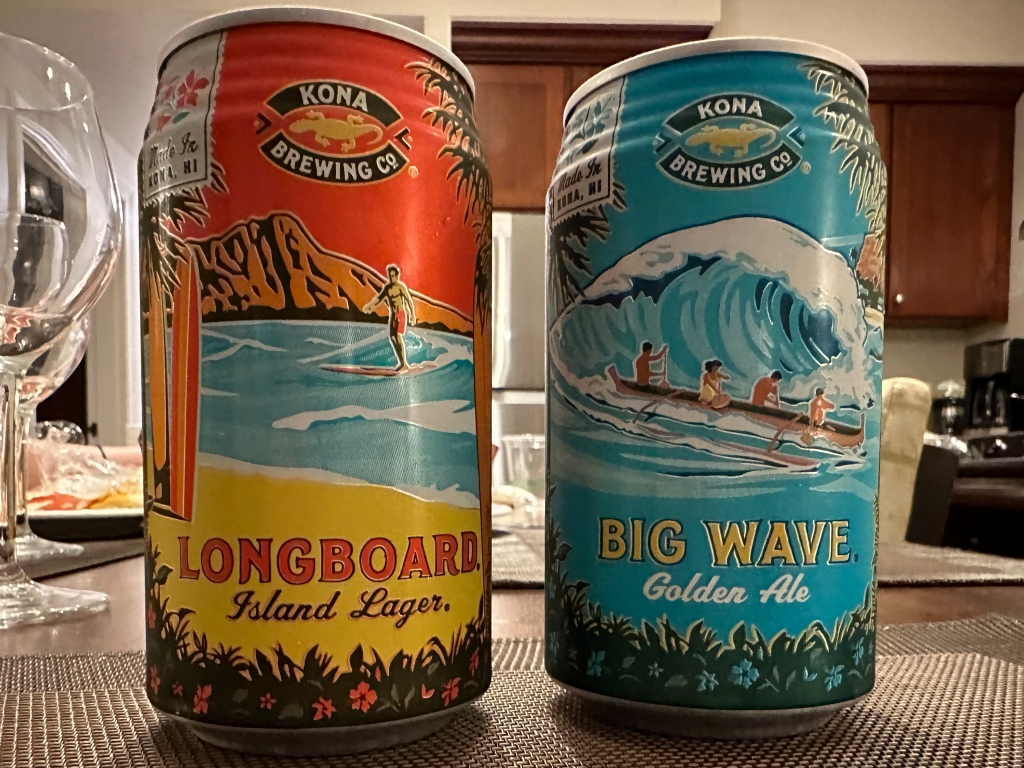 Made In
KONA, HI
KONA
BREWING CO
®
LONGBOARD.
Island Lager.
Made In
KONA, HI
KONA
BREWING CO
®
BIG WAVE.
Golden Ale